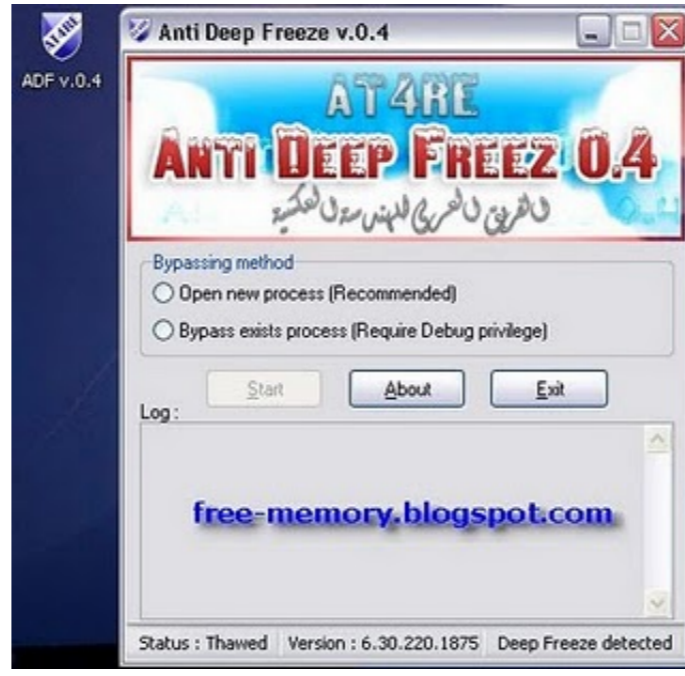 AT4RE
ADF v.0.4
Anti Deep Freeze v.0.4
AT4RE
ANTI DEEP FREEZ 0.4
الفريق العربي للهندسة العكسية
Bypassing method
Open new process (Recommended)
Bypass exists process (Require Debug privilege)
Start
About
Exit
Log :
free-memory.blogspot.com
Status : Thawed
Version : 6.30.220.1875
Deep Freeze detected